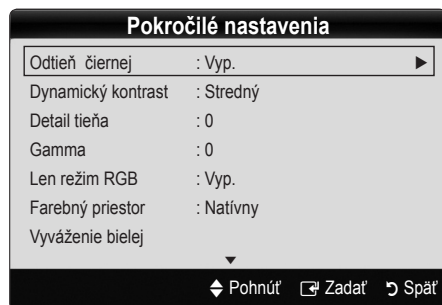 Pokročilé nastavenia
Odtieň čiernej : Vyp.
Dynamický kontrast : Stredný
Detail tieňa : 0
Gamma : 0
Len režim RGB : Vyp.
Farebný priestor : Natívny
Vyváženie bielej
Pohnúť Zadať Späť